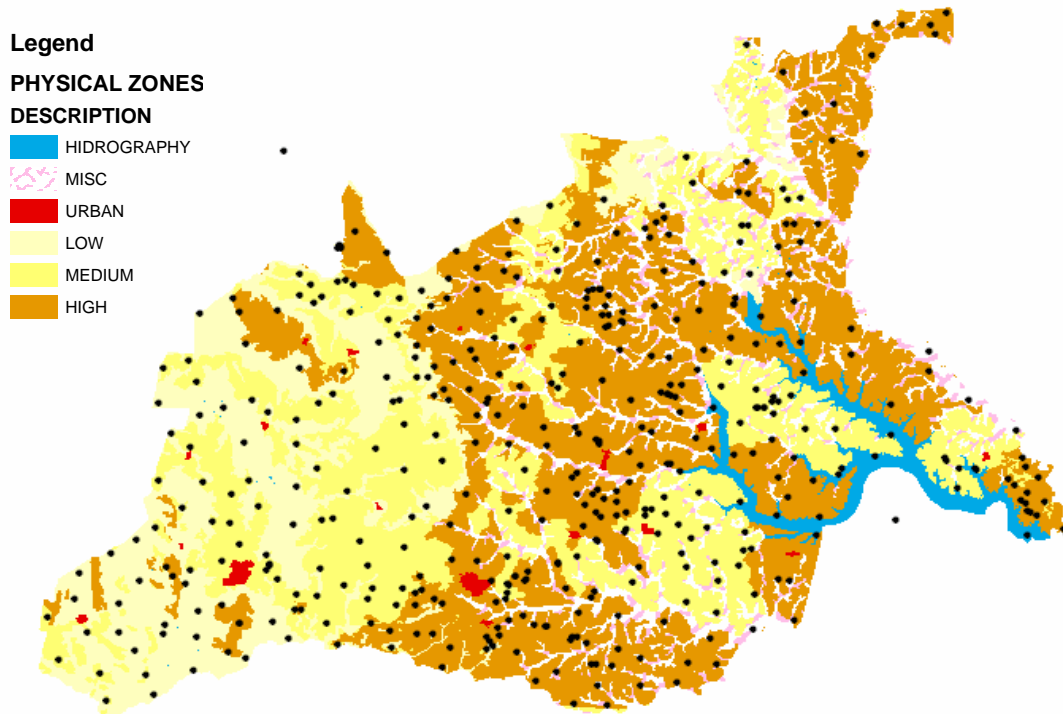 Legend
PHYSICAL ZONES
DESCRIPTION
HIDROGRAPHY
MISC
URBAN
LOW
MEDIUM
HIGH